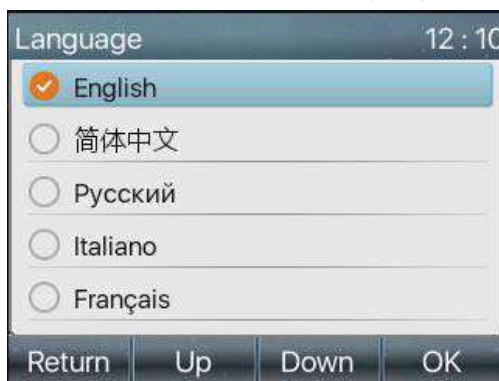 Language 12 : 10
English
简体中文
Русский
Italiano
Français
Return Up Down OK